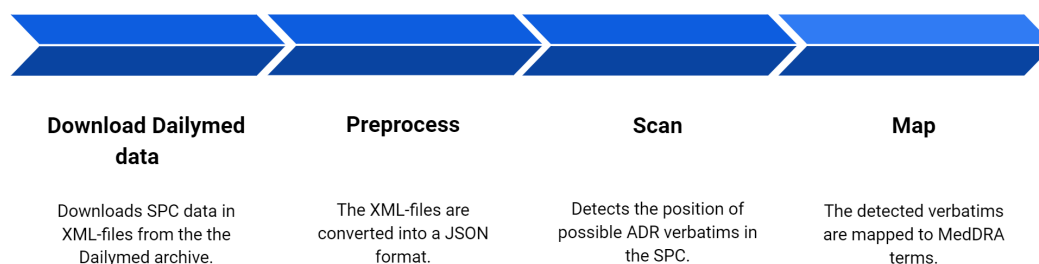 Download Dailymed
data
Preprocess
Scan
Map
Downloads SPC data in
XML-files from the the
Dailymed archive.
The XML-files are
converted into a JSON
format.
Detects the position of
possible ADR verbatims in
the SPC.
The detected verbatims
are mapped to MedDRA
terms.